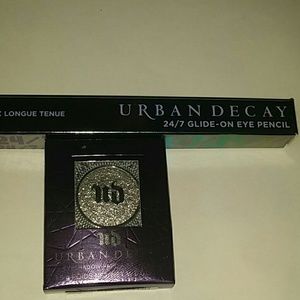 LONGUE TENUE
URBAN DECAY
24/7 GLIDE-ON EYE PENCIL
UD
UD
URBAN DECAY